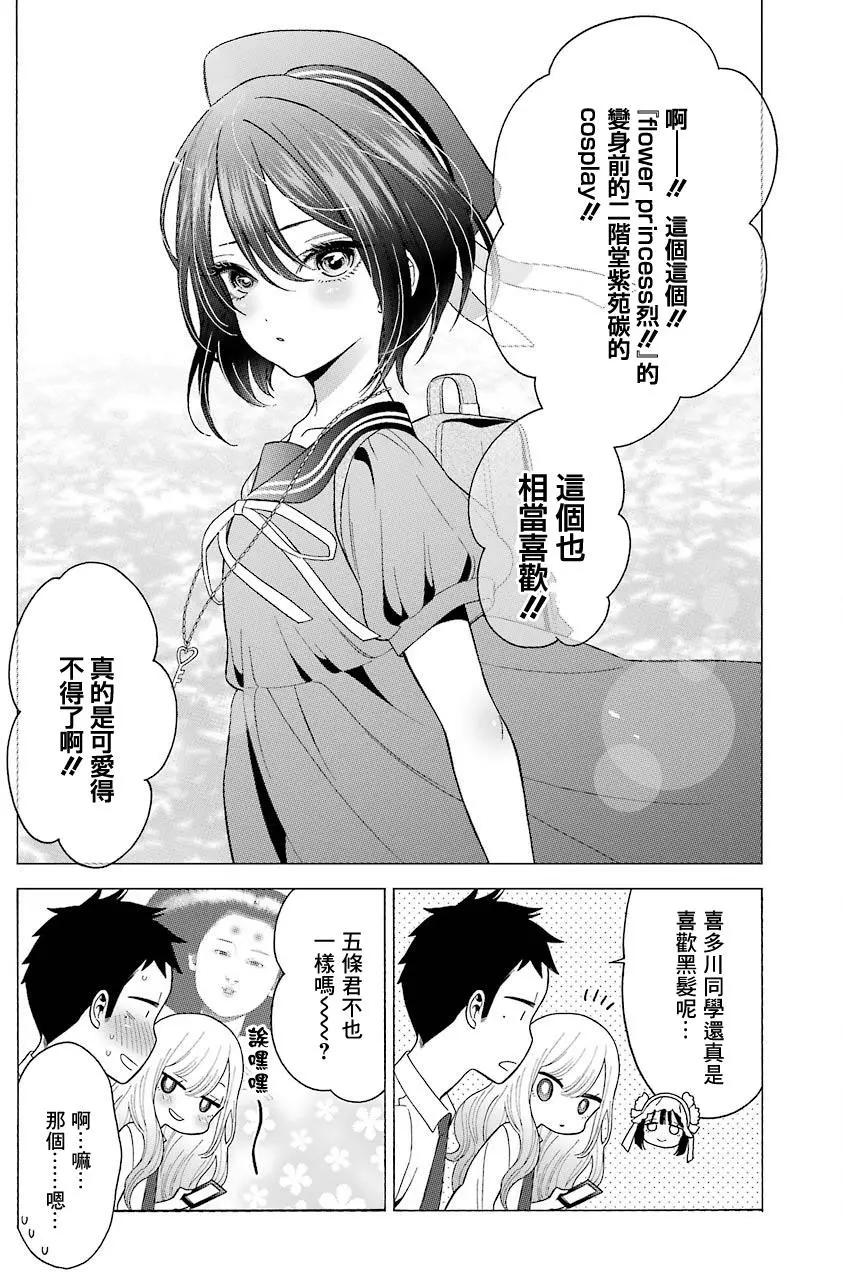 啊——!!
這個這個!!
『flower princess烈!!』的
變身前的二階堂紫苑碳的
cosplay!!
這個也
相當喜歡!!
真的是可愛得
不得了啊!!
喜多川同學還真是
喜歡黑髮呢…
五條君不也
一樣嗎~~~?
誒嘿嘿
啊…嘛…
那個……嗯…